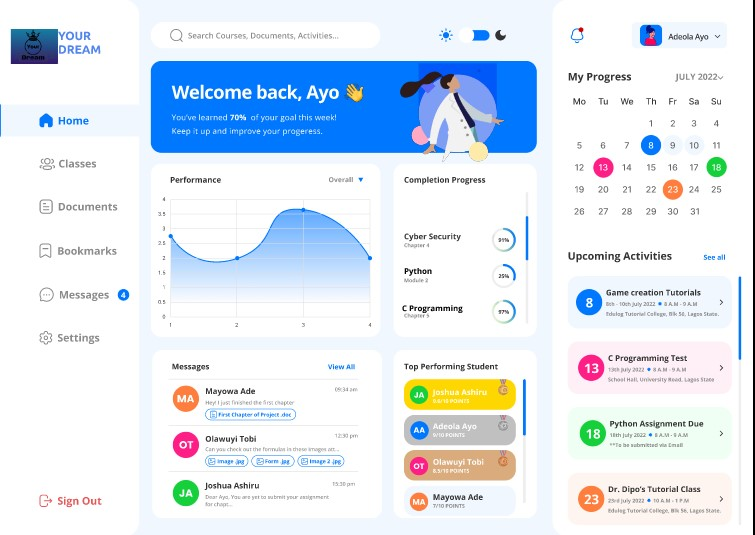 YOUR
DREAM
Your
Dream
Home
Classes
Documents
Bookmarks
Messages 4
Settings
Sign Out
Search Courses, Documents, Activities...
Welcome back, Ayo 👋
You've learned 70% of your goal this week!
Keep it up and improve your progeress.
Performance
Overall
4
3.5
3
2.5
2
1.5
1
0.5
0
1 2 3 4
Completion Progress
Cyber Security
Chapter 4
91%
Python
Module 2
25%
C Programming
Chapter 5
97%
Messages View All
MA
Mayowa Ade 09:34 am
Hey! I just finished the first chapter
First Chapter of Project .doc
OT
Olawuyi Tobi 12:30 pm
Can you check out the formulas in these images att...
Image .jpg Form .jpg Image 2 .jpg
JA
Joshua Ashiru 15:30 pm
Dear Ayo, You are yet to submit your assignment
for chapt...
Top Performing Student
JA
Joshua Ashiru
POINTS
AA
Adeola Ayo
9/10 POINTS
OT
Olawuyi Tobi
8.5/10 POINTS
MA
Mayowa Ade
7/10 POINTS
Adeola Ayo
My Progress JULY 2022
Mo Tu We Th Fr Sa Su
1 2 3 4
5 6 7 8 9 10 11
12 13 14 15 16 17 18
19 20 21 22 23 24 25
26 27 28 29 30 31
Upcoming Activities See all
8
Game creation Tutorials
8th - 10th July 2022 8 A.M - 9 A.M
Edulog Tutorial College, Blk 56, Lagos State.
13
C Programming Test
13th July 2022 8 A.M - 9 A.M
School Hall, University Road, Lagos State
18
Python Assignment Due
18th July 2022 8 A.M - 9 A.M
**To be submitted via Email
23
Dr. Dipo's Tutorial Class
23rd July 2022 10 A.M - 1 P.M
Edulog Tutorial College, Blk 56, Lagos State.